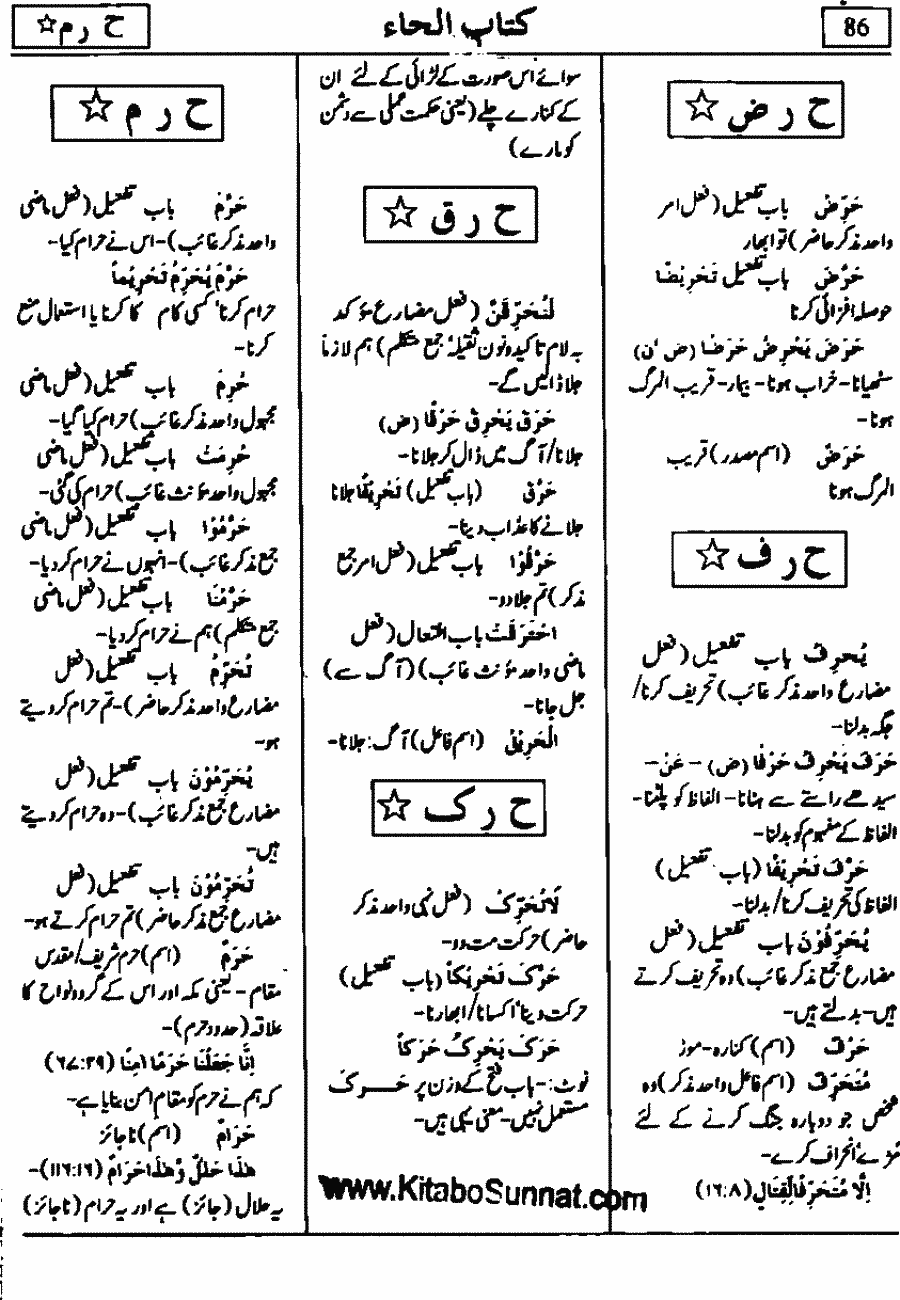 86
کتاب الحاء
ح ر م ☆
ح ر ض ☆
حَرِّضْ باب تفعیل (فعل امر
واحد مذکر حاضر) تو ابھار
حَرَّضَ باب تفعیل تَحْرِیْضًا
حوصلہ افزائی کرنا
حَرَضَ یَحْرِضُ حَرَضًا (ض ٬ ن)
سٹھیانا- خراب ہونا- بیمار- قریب المرگ
ہونا-
حَرَضٌ (اسم مصدر) قریب
المرگ ہونا
ح ر ف ☆
یُحَرِّفُ باب تفعیل (فعل
مضارع واحد مذکر غائب) تحریف کرنا/
جگہ بدلنا-
حَرَفَ یَحْرِفُ حَرْفًا (ض) - عَنْ-
سیدھے راستے سے ہٹانا- الفاظ کو پلٹنا-
الفاظ کے مفہوم کو بدلنا-
حَرَّفَ تَحْرِیْفًا (باب تفعیل)
الفاظ کی تحریف کرنا/ بدلنا-
یُحَرِّفُوْنَ باب تفعیل (فعل
مضارع جمع مذکر غائب) وہ تحریف کرتے
ہیں- بدلتے ہیں-
حَرْفٌ (اسم) کنارہ- موڑ
مُتَحَرِّفٌ (اسم فاعل واحد مذکر) وہ
شخص جو دوبارہ جنگ کرنے کے لئے
مڑے٬ انحراف کرے-
اِلَّا مُتَحَرِّفًا لِّقِتَالٍ (۸:۱۶)
سوائے اس صورت کے لڑائی کے لئے ان
کے کنارے چلے (یعنی حکمت عملی سے دشمن
کو مارے)
ح ر ق ☆
لَنُحَرِّقَنَّ (فعل مضارع مؤکد
بہ لام تاکید و نون ثقیلہ٬ جمع متکلم) ہم لازماً
جلا ڈالیں گے-
حَرَقَ یَحْرِقُ حَرْقًا (ض)
جلانا/ آگ میں ڈال کر جلانا-
حَرَّقَ (باب تفعیل) تَحْرِیْقًا جلانا
جلانے کا عذاب دینا-
حَرِّقُوْا باب تفعیل (فعل امر جمع
مذکر) تم جلا دو-
اِحْتَرَقَتْ باب افتعال (فعل
ماضی واحد مؤنث غائب) (آگ سے)
جل جانا-
اَلْحَرِیْقُ (اسم فاعل) آگ: جلانا-
ح ر ک ☆
لَاتُحَرِّکْ (فعل نہی واحد مذکر
حاضر) حرکت مت دو-
حَرَّکَ تَحْرِیْکاً (باب تفعیل)
حرکت دینا٬ اکسانا/ ابھارنا-
حَرَکَ یَحْرِکُ حَرَکاً
نوٹ:- باب فتح کے وزن پر حَرَکَ
مستعمل نہیں- معنی یہی ہیں-
www.KitaboSunnat.com
ح ر م ☆
حَرَّمَ باب تفعیل (فعل ماضی
واحد مذکر غائب)- اس نے حرام کیا-
حَرَّمَ یُحَرِّمُ تَحْرِیْماً
حرام کرنا٬ کسی کام کا کرنا یا استعمال منع
کرنا-
حُرِّمَ باب تفعیل (فعل ماضی
مجہول واحد مذکر غائب) حرام کیا گیا-
حُرِّمَتْ باب تفعیل (فعل ماضی
مجہول واحد مؤنث غائب) حرام کی گئی-
حَرَّمُوْا باب تفعیل (فعل ماضی
جمع مذکر غائب)- انہوں نے حرام کر دیا-
حَرَّمْنَا باب تفعیل (فعل ماضی
جمع متکلم) ہم نے حرام کر دیا-
تُحَرِّمُ باب تفعیل (فعل
مضارع واحد مذکر حاضر)- تم حرام کر دیتے
ہو-
یُحَرِّمُوْنَ باب تفعیل (فعل
مضارع جمع مذکر غائب)- وہ حرام کر دیتے
ہیں-
تُحَرِّمُوْنَ باب تفعیل (فعل
مضارع جمع مذکر حاضر) تم حرام کرتے ہو-
حَرَمٌ (اسم) حرم شریف/ مقدس
مقام- یعنی مکہ اور اس کے گرد و نواح کا
علاقہ (حدود حرم)-
اِنَّا جَعَلْنَا حَرَمًا اٰمِنًا (۲۹:۶۷)
کہ ہم نے حرم کو مقام امن بنایا ہے-
حَرَامٌ (اسم) ناجائز
هٰذَا حَلٰلٌ وَّ هٰذَا حَرَامٌ (۱۶:۱۱۶)-
یہ حلال (جائز) ہے اور یہ حرام (ناجائز)